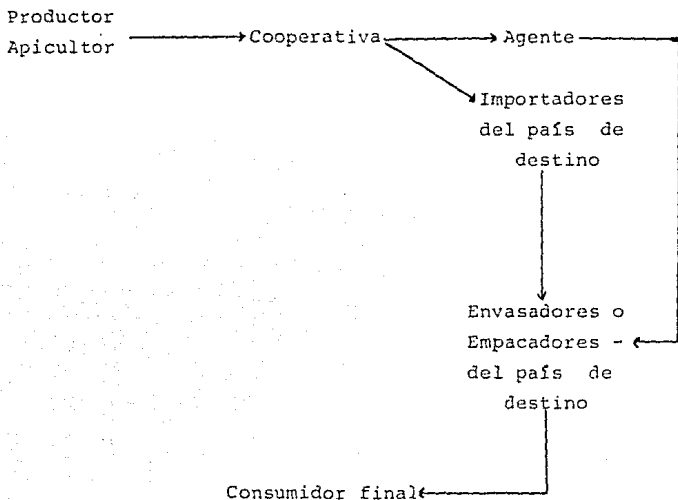 Productor
Apicultor
Cooperativa
Agente
Importadores
del país de
destino
Envasadores o
Empacadores -
del país de
destino
Consumidor final